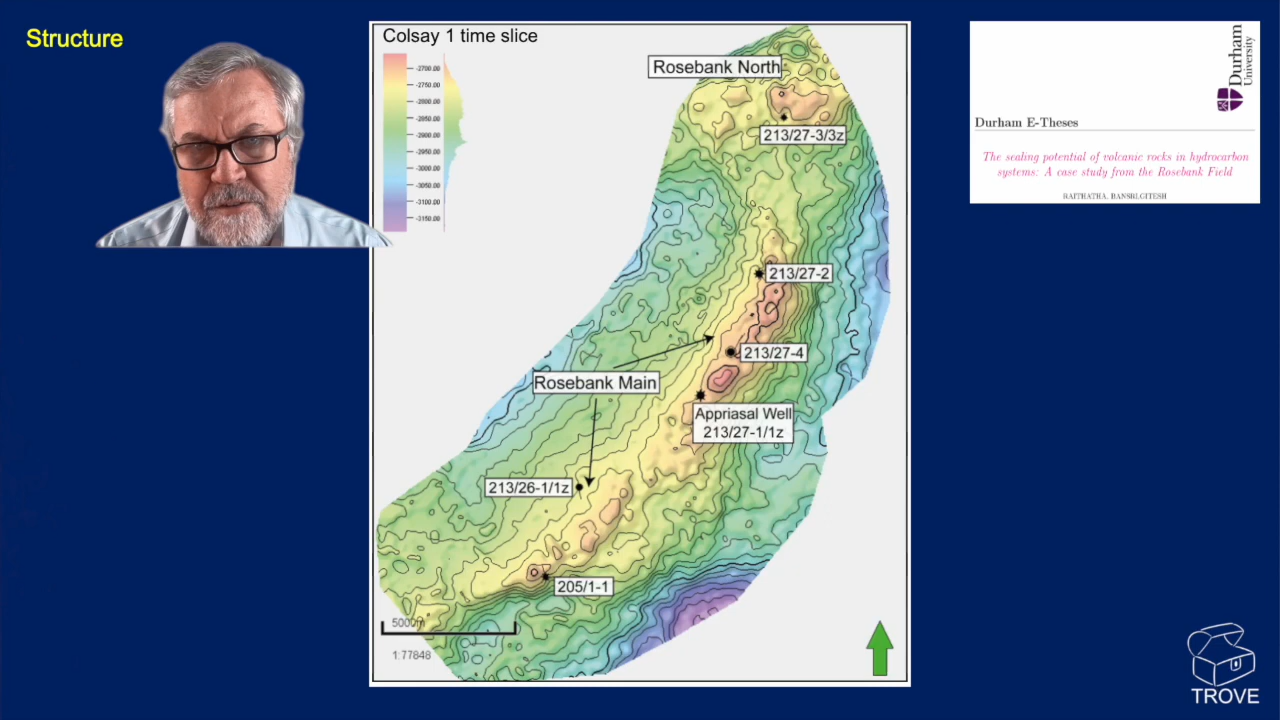 Structure
Colsay 1 time slice
-2700.00
-2750.00
-2800.00
-2850.00
-2900.00
-2950.00
-3000.00
-3050.00
-3100.00
-3150.00
Rosebank North
213/27-3/3z
213/27-2
213/27-4
Rosebank Main
Appriasal Well
213/27-1/1z
213/26-1/1z
205/1-1
5000m
1:77848
Durham
University
Durham E-Theses
The sealing potential of volcanic rocks in hydrocarbon
systems: A case study from the Rosebank Field
RAITHATHA, BANSRI,GITESH
TROVE